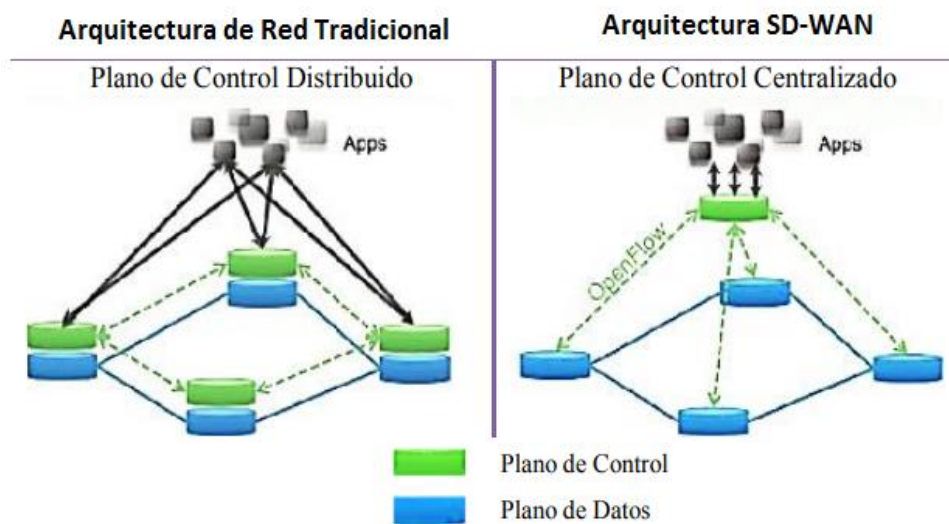 Arquitectura de Red Tradicional
Arquitectura SD-WAN
Plano de Control Distribuido
Plano de Control Centralizado
Apps
Apps
OpenFlow
Plano de Control
Plano de Datos